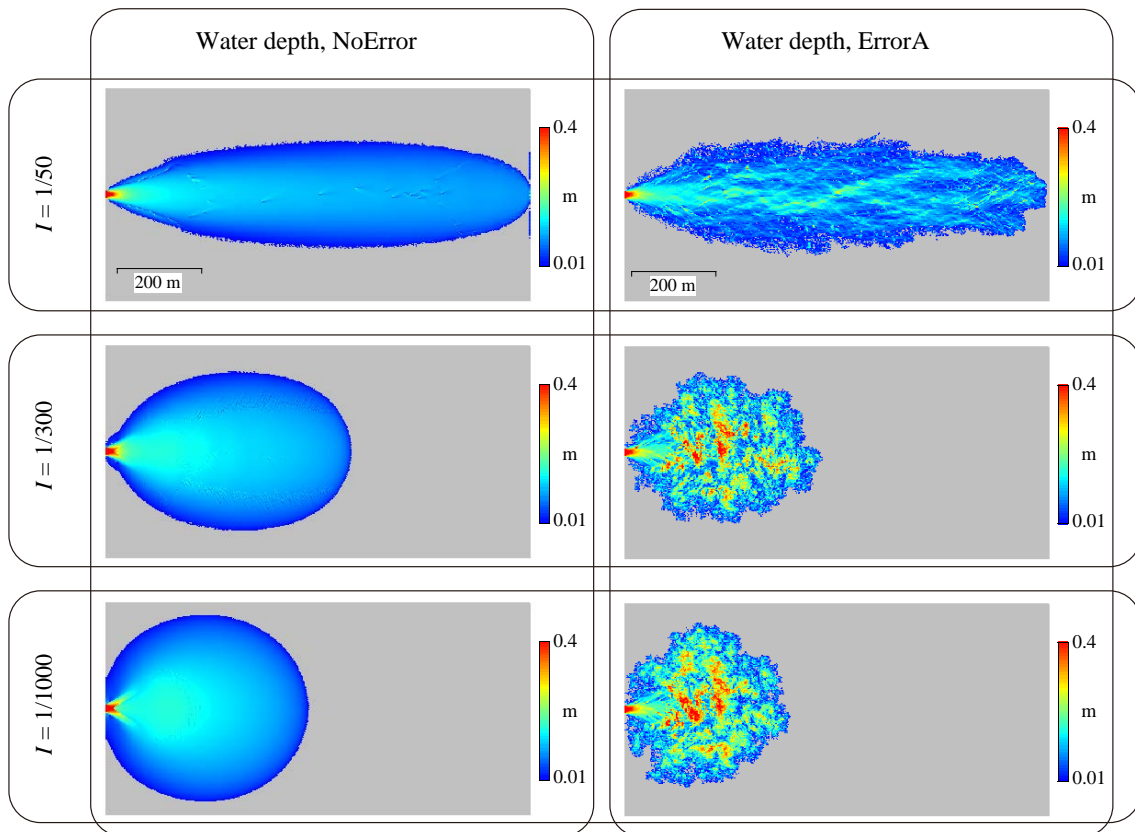 Water depth, NoError
Water depth, ErrorA
I = 1/50
0.4
m
0.01
200 m
0.4
m
0.01
200 m
I = 1/300
0.4
m
0.01
0.4
m
0.01
I = 1/1000
0.4
m
0.01
0.4
m
0.01